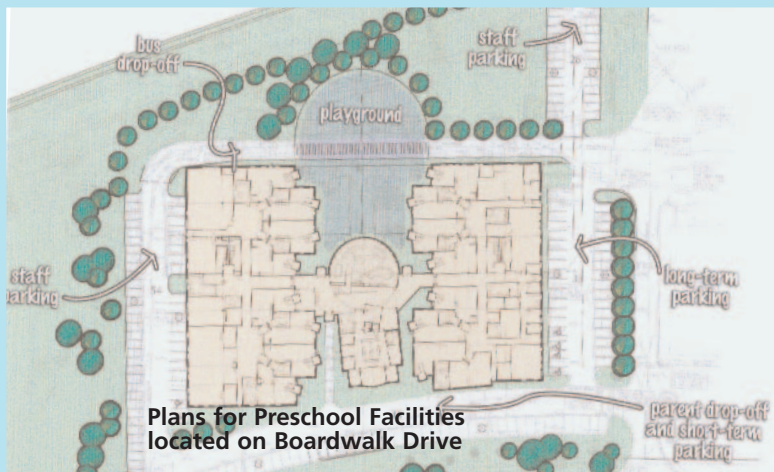 bus
drop-off
staff
parking
playground
staff
parking
long-term
parking
Plans for Preschool Facilities
located on Boardwalk Drive
parent drop-off
and short-term
parking